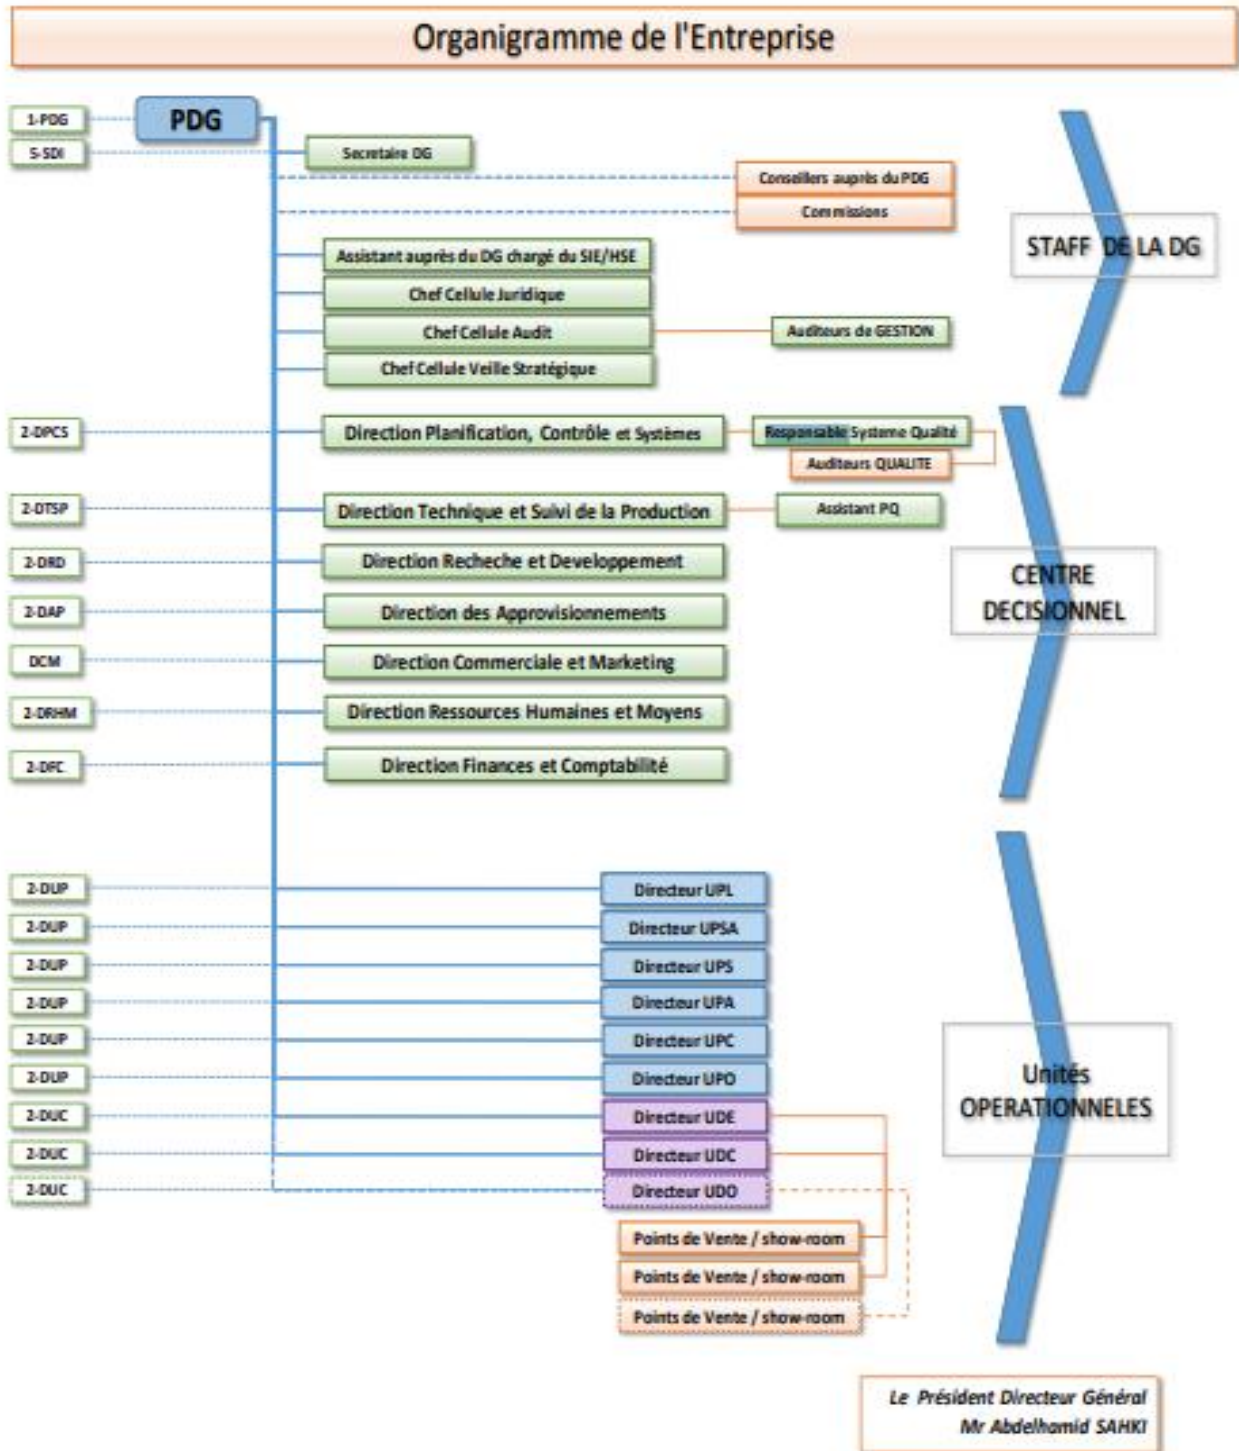 Organigramme de l'Entreprise
1-PDG
PDG
5-SDI
Secretaire DG
Conseillers auprès du PDG
Commissions
STAFF DE LA DG
Assistant auprès du DG chargé du SIE/HSE
Chef Cellule Juridique
Chef Cellule Audit
Auditeurs de GESTION
Chef Cellule Veille Stratégique
2-DPCS
Direction Planification, Contrôle et Systèmes
Responsable Systeme Qualité
Auditeurs QUALITE
2-DTSP
Direction Technique et Suivi de la Production
Assistant PQ
2-DRD
Direction Recheche et Developpement
CENTRE
DECISIONNEL
2-DAP
Direction des Approvisionnements
DCM
Direction Commerciale et Marketing
2-DRHM
Direction Ressources Humaines et Moyens
2-DFC
Direction Finances et Comptabilité
2-DUP
Directeur UPL
2-DUP
Directeur UPSA
2-DUP
Directeur UPS
2-DUP
Directeur UPA
2-DUP
Directeur UPC
2-DUP
Directeur UPO
Unités
OPERATIONNELES
2-DUC
Directeur UDE
2-DUC
Directeur UDC
2-DUC
Directeur UDO
Points de Vente / show-room
Points de Vente / show-room
Points de Vente / show-room
Le Président Directeur Général
Mr Abdelhamid SAHKI